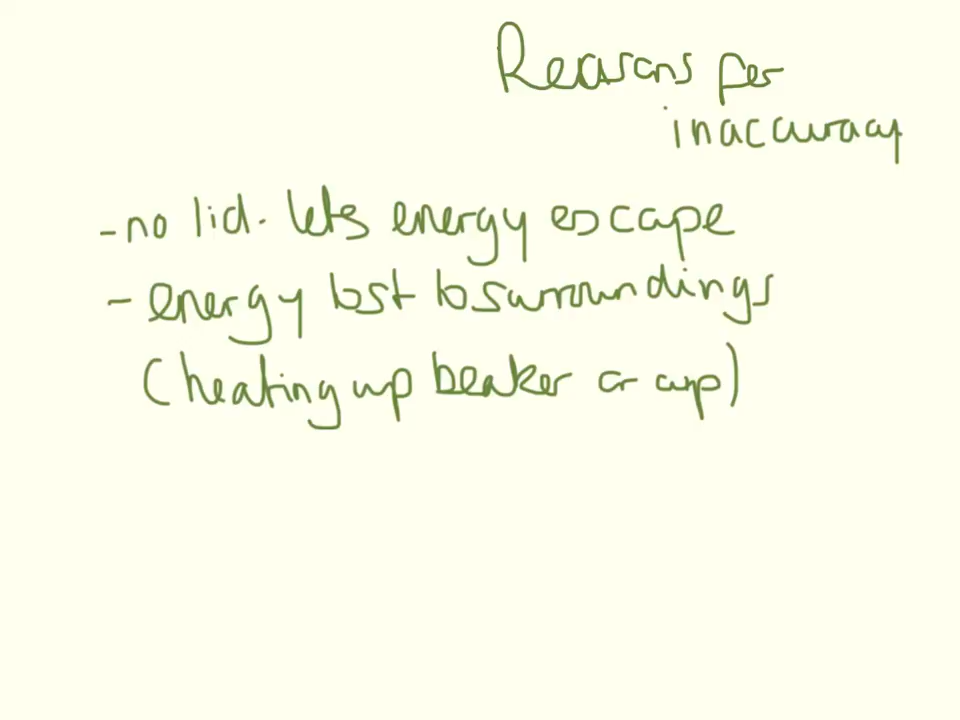 Reasons for
inaccuracy
-no lid. lets energy escape
- energy lost to surroundings
(heating up beaker or cup)